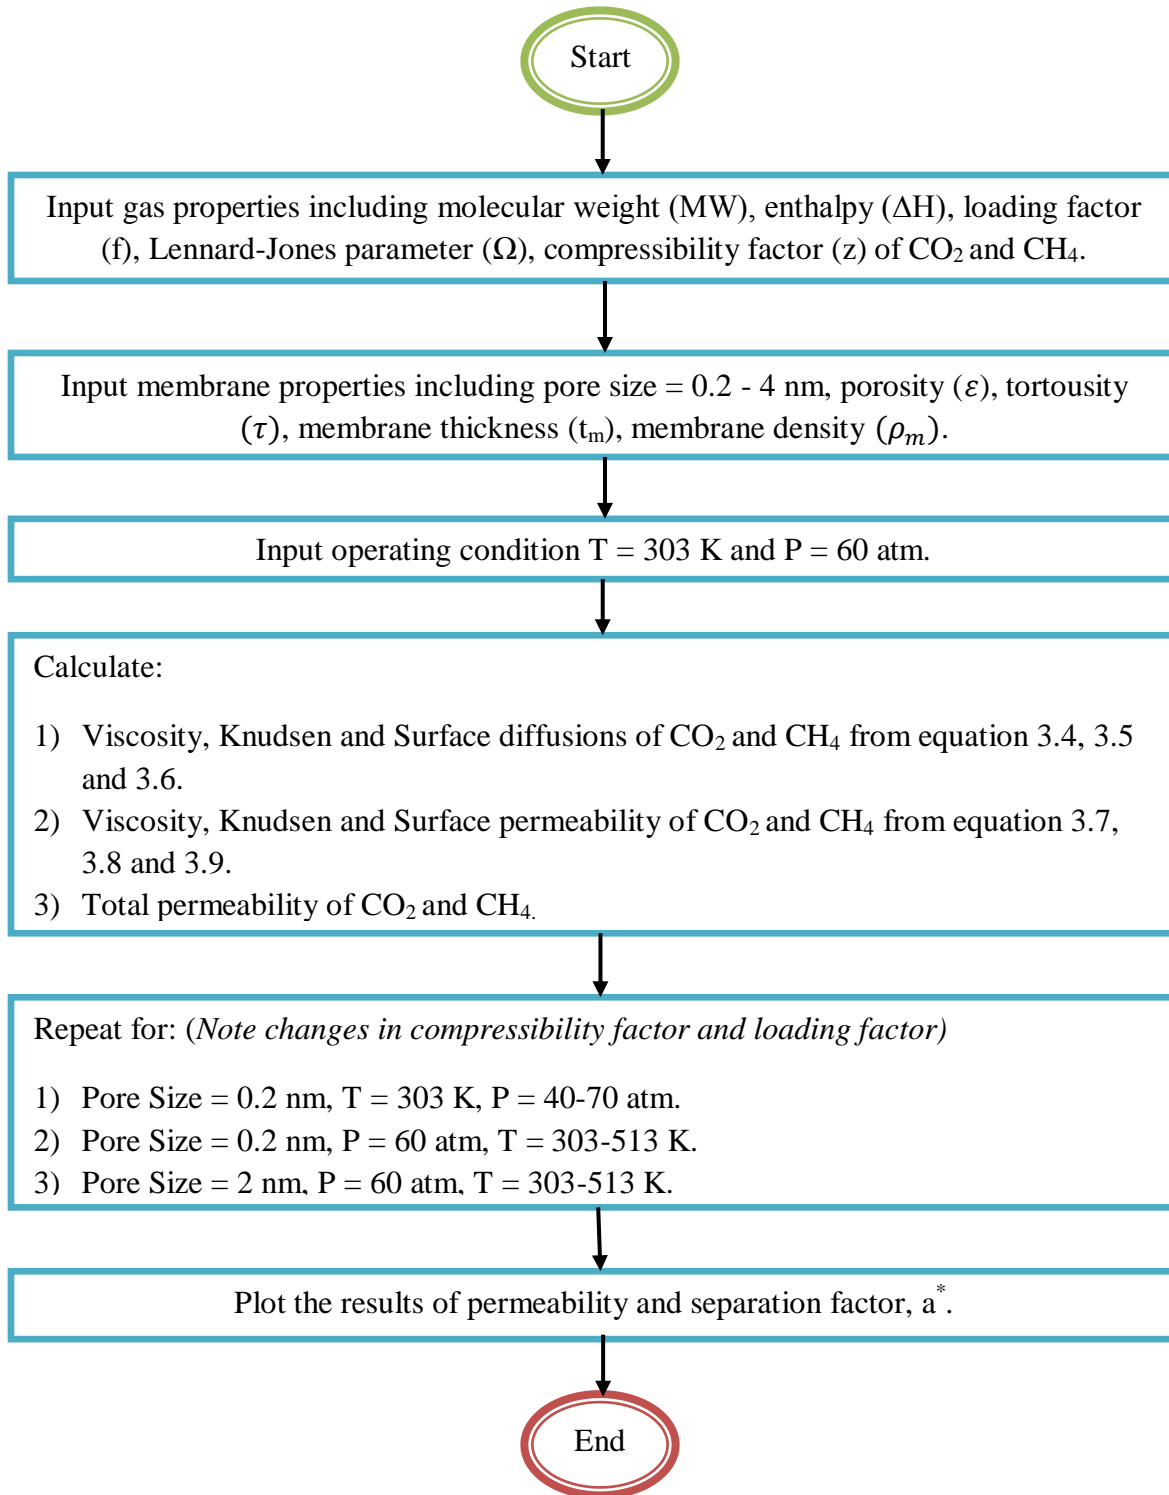 Start
Input gas properties including molecular weight (MW), enthalpy (ΔH), loading factor
(f), Lennard-Jones parameter (Ω), compressibility factor (z) of CO₂ and CH₄.
Input membrane properties including pore size = 0.2 - 4 nm, porosity (ε), tortousity
(τ), membrane thickness (tₘ), membrane density (ρₘ).
Input operating condition T = 303 K and P = 60 atm.
Calculate:
1) Viscosity, Knudsen and Surface diffusions of CO₂ and CH₄ from equation 3.4, 3.5
and 3.6.
2) Viscosity, Knudsen and Surface permeability of CO₂ and CH₄ from equation 3.7,
3.8 and 3.9.
3) Total permeability of CO₂ and CH₄.
Repeat for: (Note changes in compressibility factor and loading factor)
1) Pore Size = 0.2 nm, T = 303 K, P = 40-70 atm.
2) Pore Size = 0.2 nm, P = 60 atm, T = 303-513 K.
3) Pore Size = 2 nm, P = 60 atm, T = 303-513 K.
Plot the results of permeability and separation factor, a*.
End